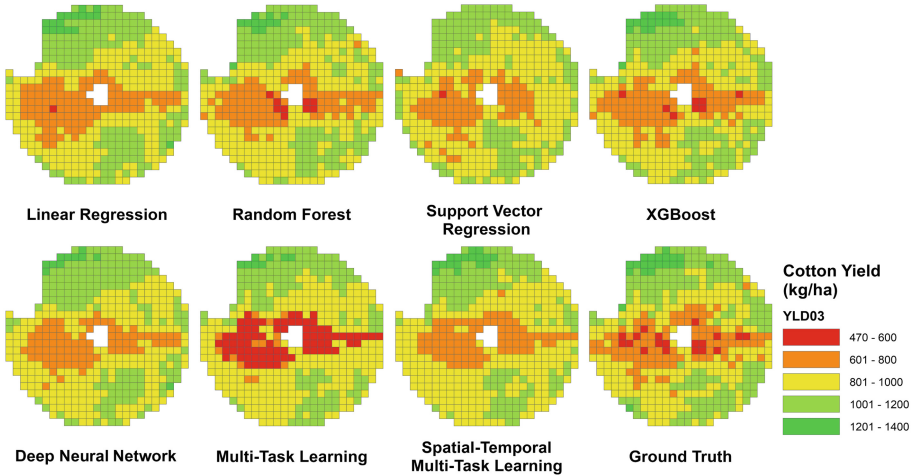 Linear Regression
Random Forest
Support Vector
Regression
XGBoost
Deep Neural Network
Multi-Task Learning
Spatial-Temporal
Multi-Task Learning
Ground Truth
Cotton Yield
(kg/ha)
YLD03
470 - 600
601 - 800
801 - 1000
1001 - 1200
1201 - 1400